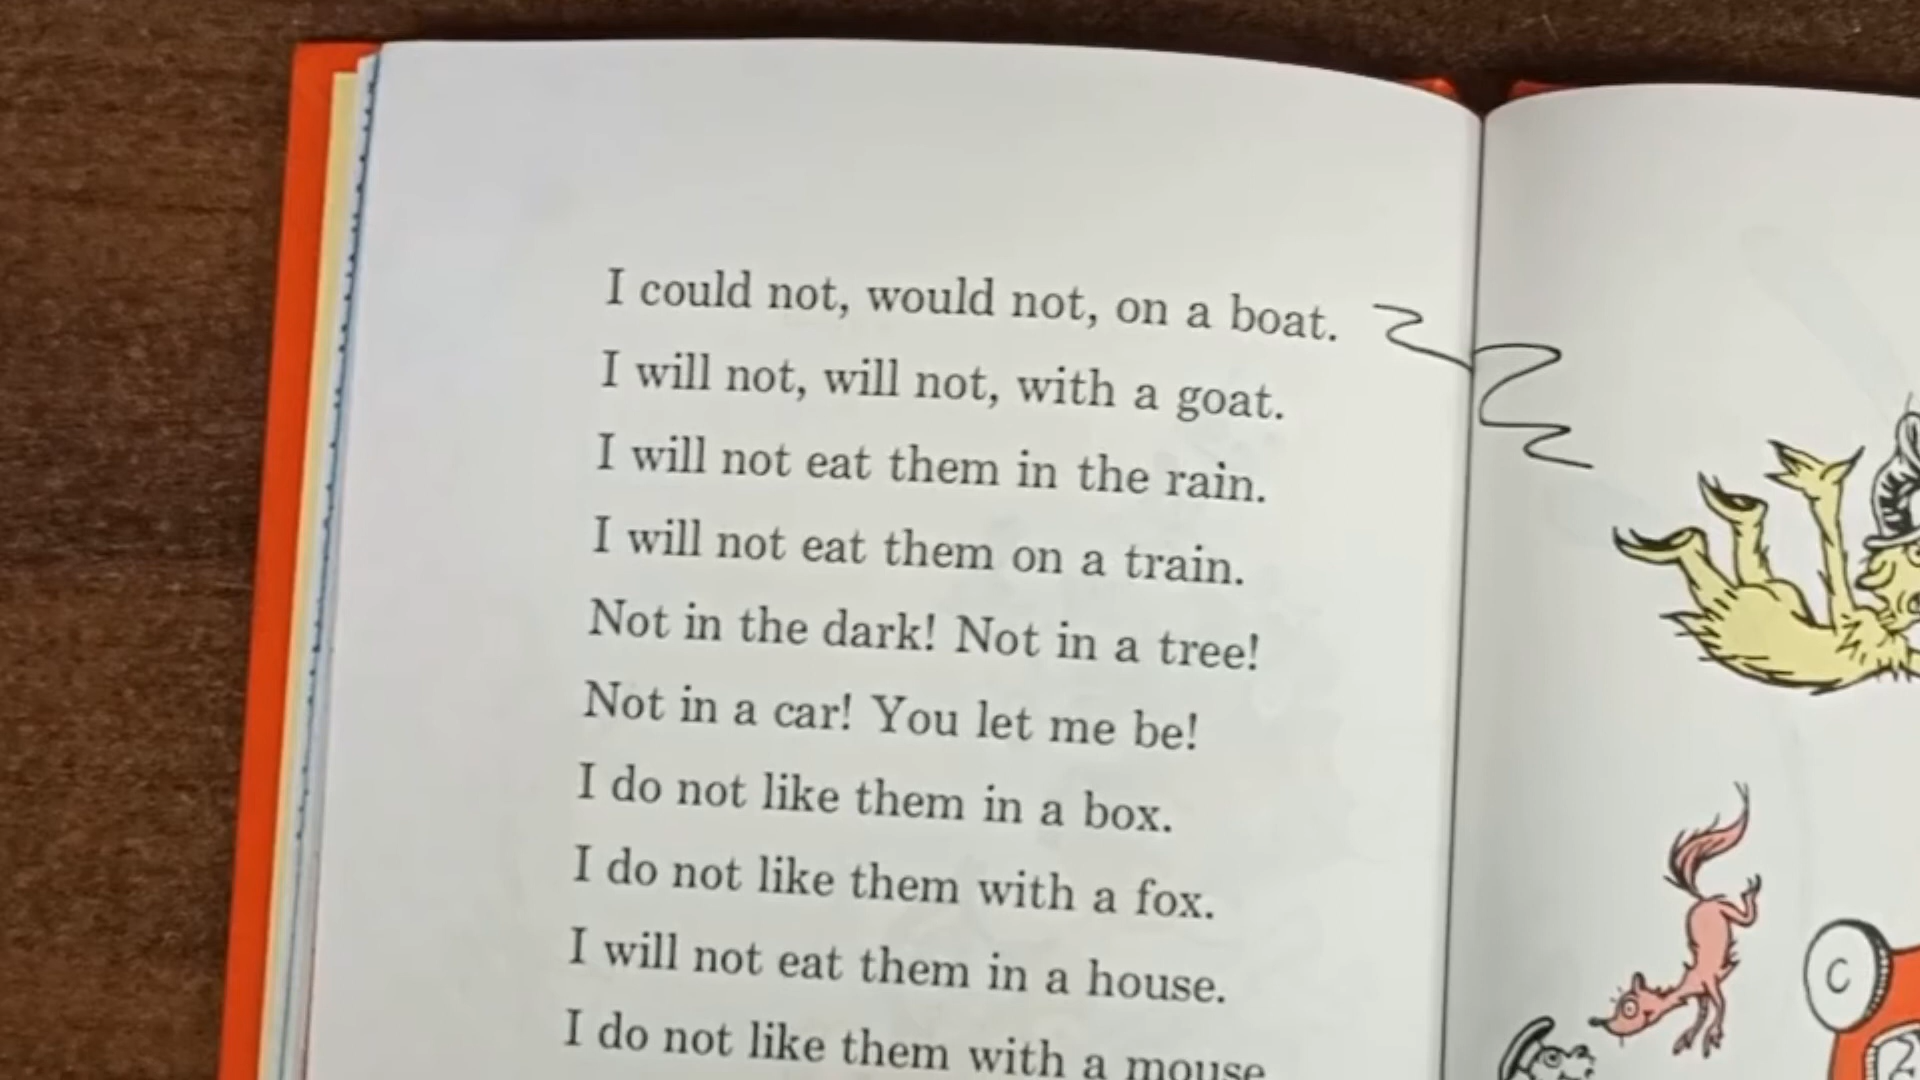 I could not, would not, on a boat.
I will not, will not, with a goat.
I will not eat them in the rain.
I will not eat them on a train.
Not in the dark! Not in a tree!
Not in a car! You let me be!
I do not like them in a box.
I do not like them with a fox.
I will not eat them in a house.
I do not like them with a mouse
C
2